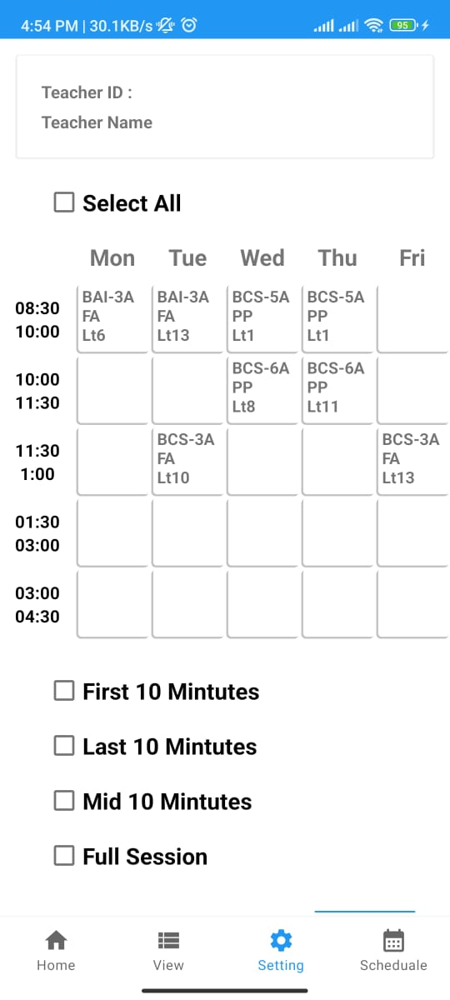 4:54 PM | 30.1KB/s 95
Teacher ID :
Teacher Name
Select All
Mon Tue Wed Thu Fri
08:30
10:00
BAI-3A
FA
Lt6
BAI-3A
FA
Lt13
BCS-5A
PP
Lt1
BCS-5A
PP
Lt1
10:00
11:30
BCS-6A
PP
Lt8
BCS-6A
PP
Lt11
11:30
1:00
BCS-3A
FA
Lt10
BCS-3A
FA
Lt13
01:30
03:00
03:00
04:30
First 10 Mintutes
Last 10 Mintutes
Mid 10 Mintutes
Full Session
Home View Setting Scheduale